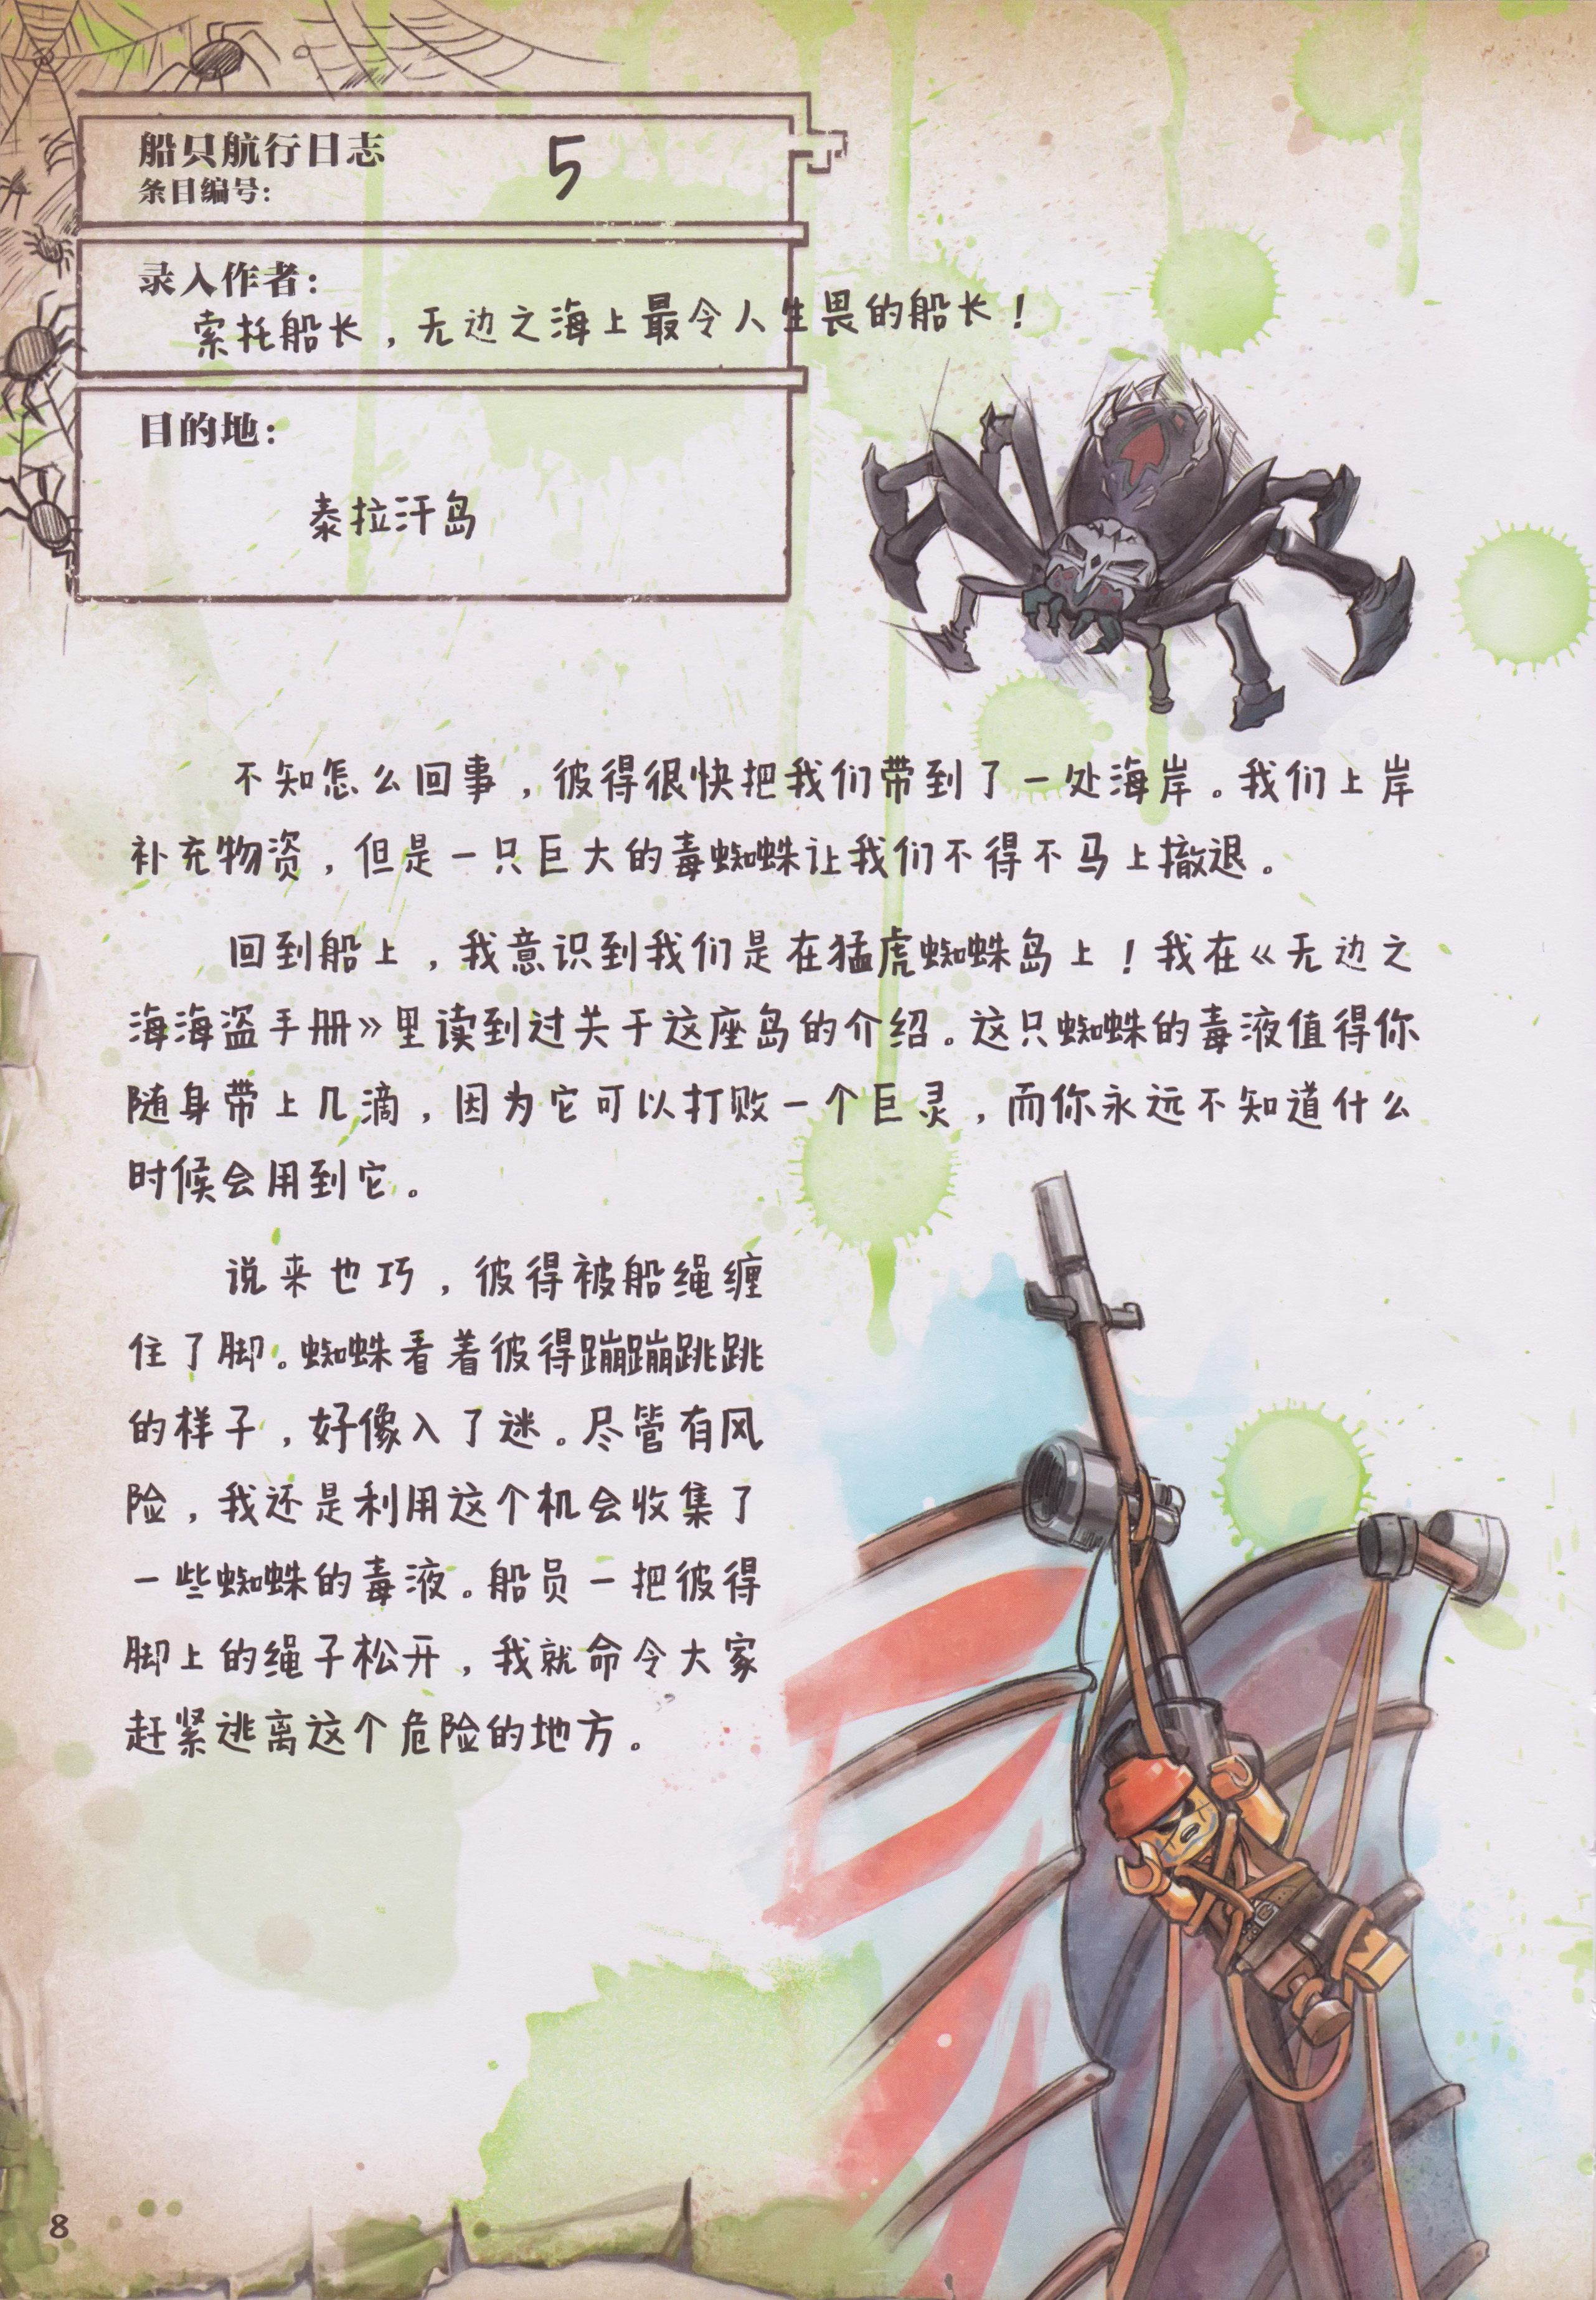 船只航行日志
条目编号:
5
录入作者:
索托船长，无边之海上最令人生畏的船长！
目的地:
泰拉汗岛
不知怎么回事，彼得很快把我们带到了一处海岸。我们上岸
补充物资，但是一只巨大的毒蜘蛛让我们不得不马上撤退。
回到船上，我意识到我们是在猛虎蜘蛛岛上！我在《无边之
海海盗手册》里读到过关于这座岛的介绍。这只蜘蛛的毒液值得你
随身带上几滴，因为它可以打败一个巨灵，而你永远不知道什么
时候会用到它。
说来也巧，彼得被船绳缠
住了脚。蜘蛛看着彼得蹦蹦跳跳
的样子，好像入了迷。尽管有风
险，我还是利用这个机会收集了
一些蜘蛛的毒液。船员一把彼得
脚上的绳子松开，我就命令大家
赶紧逃离这个危险的地方。
8